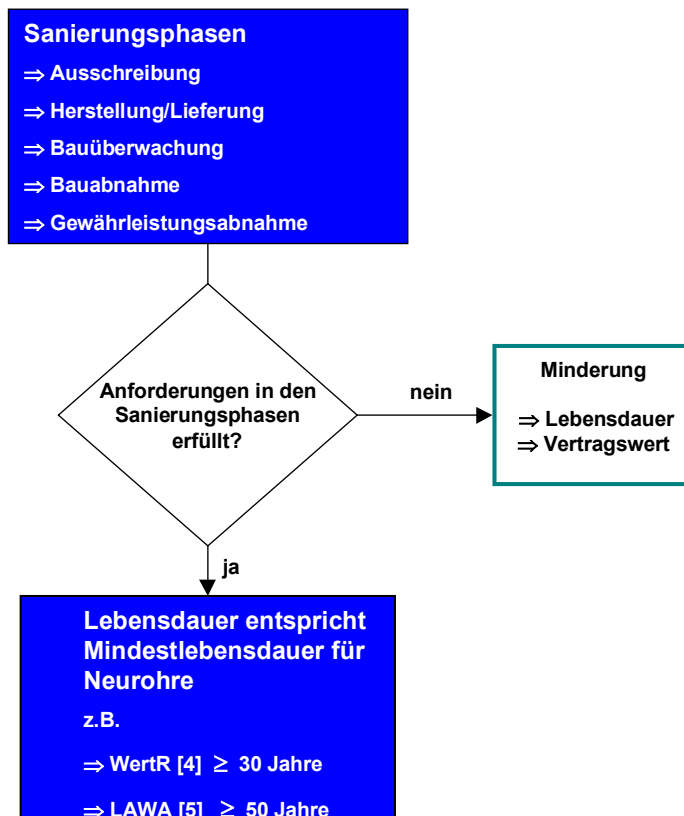 Sanierungsphasen
⇒ Ausschreibung
⇒ Herstellung/Lieferung
⇒ Bauüberwachung
⇒ Bauabnahme
⇒ Gewährleistungsabnahme
Anforderungen in den
Sanierungsphasen
erfüllt?
nein
Minderung
⇒ Lebensdauer
⇒ Vertragswert
ja
Lebensdauer entspricht
Mindestlebensdauer für
Neurohre
z.B.
⇒ WertR [4] ≥ 30 Jahre
⇒ LAWA [5] ≥ 50 Jahre